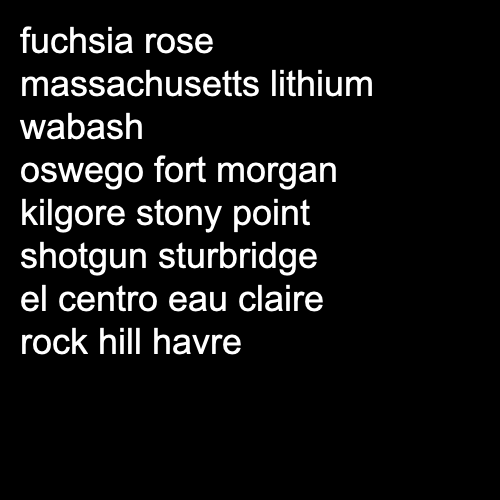 fuchsia rose
massachusetts lithium
wabash
oswego fort morgan
kilgore stony point
shotgun sturbridge
el centro eau claire
rock hill havre